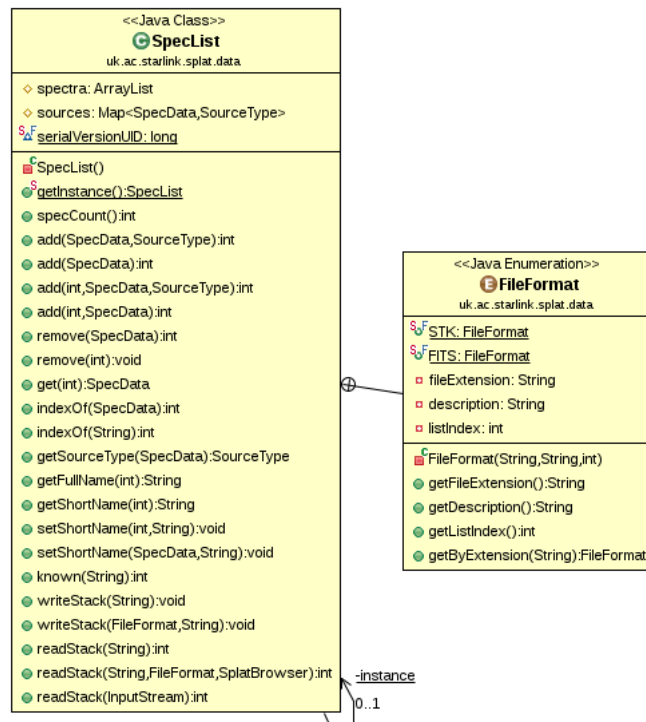 <<Java Class>>
C SpecList
uk.ac.starlink.splat.data
spectra: ArrayList
sources: Map<SpecData,SourceType>
S F serialVersionUID: long
C SpecList()
S getInstance():SpecList
specCount():int
add(SpecData,SourceType):int
add(SpecData):int
add(int,SpecData,SourceType):int
add(int,SpecData):int
remove(SpecData):int
remove(int):void
get(int):SpecData
indexOf(SpecData):int
indexOf(String):int
getSourceType(SpecData):SourceType
getFullName(int):String
getShortName(int):String
setShortName(int,String):void
setShortName(SpecData,String):void
known(String):int
writeStack(String):void
writeStack(FileFormat,String):void
readStack(String):int
readStack(String,FileFormat,SplatBrowser):int
readStack(InputStream):int
<<Java Enumeration>>
E FileFormat
uk.ac.starlink.splat.data
S F STK: FileFormat
S F FITS: FileFormat
fileExtension: String
description: String
listIndex: int
C FileFormat(String,String,int)
getFileExtension():String
getDescription():String
getListIndex():int
getByExtension(String):FileFormat
-instance
0..1